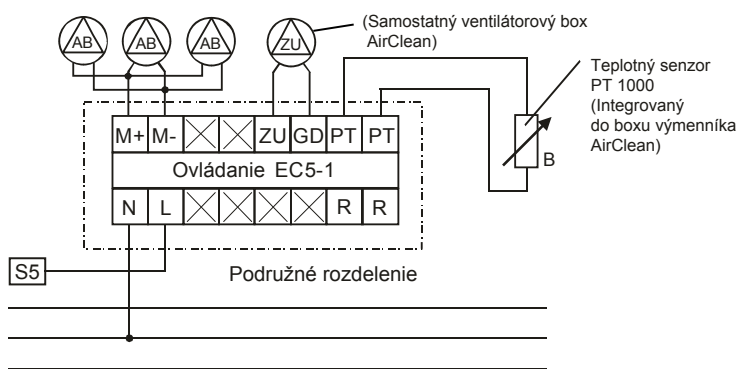 AB AB AB ZU
(Samostatný ventilátorový box
AirClean)
Teplotný senzor
PT 1000
(Integrovaný
do boxu výmenníka
AirClean)
B
M+ M- ZU GD PT PT
Ovládanie EC5-1
N L R R
S5
Podružné rozdelenie